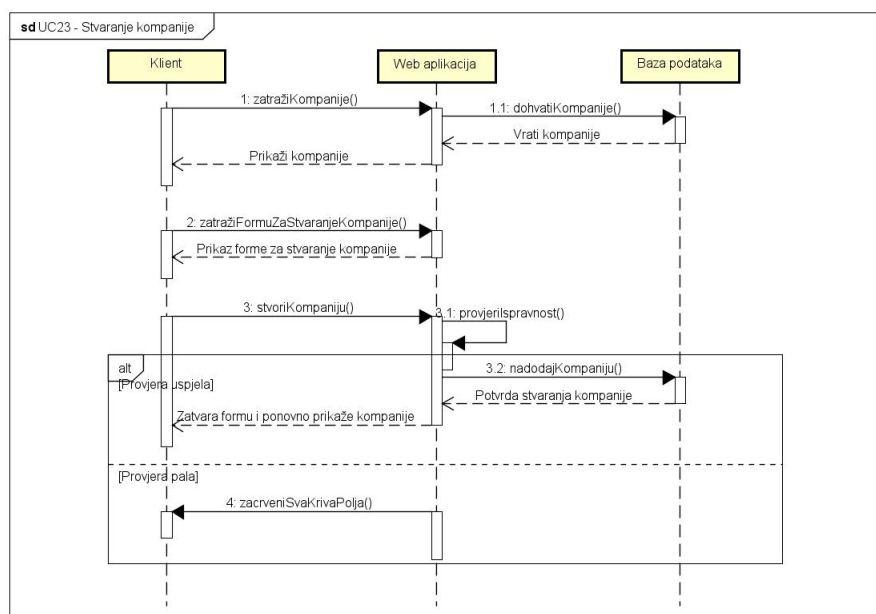 sd UC23 - Stvaranje kompanije
Klient
Web aplikacija
Baza podataka
1: zatražiKompanije()
1.1: dohvatiKompanije()
Vrati kompanije
Prikaži kompanije
2: zatražiFormuZaStvaranjeKompanije()
Prikaz forme za stvaranje kompanije
3: stvoriKompaniju()
3.1: provjeriIspravnost()
alt
[Provjera uspjela]
3.2: nadodajKompaniju()
Potvrda stvaranja kompanije
Zatvara formu i ponovno prikaže kompanije
[Provjera pala]
4: zacrveniSvaKrivaPolja()